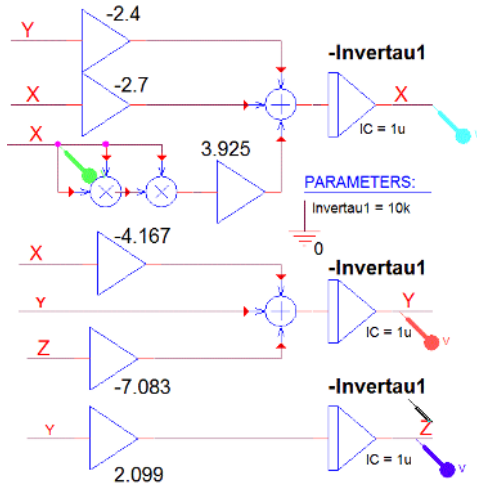 -2.4
Y
-Invertau1
-2.7
X
X
IC = 1u
v
X
3.925
PARAMETERS:
Invertau1 = 10k
0
-4.167
-Invertau1
X
Y
Y
IC = 1u
v
Z
-7.083
-Invertau1
Z
Y
IC = 1u
v
2.099